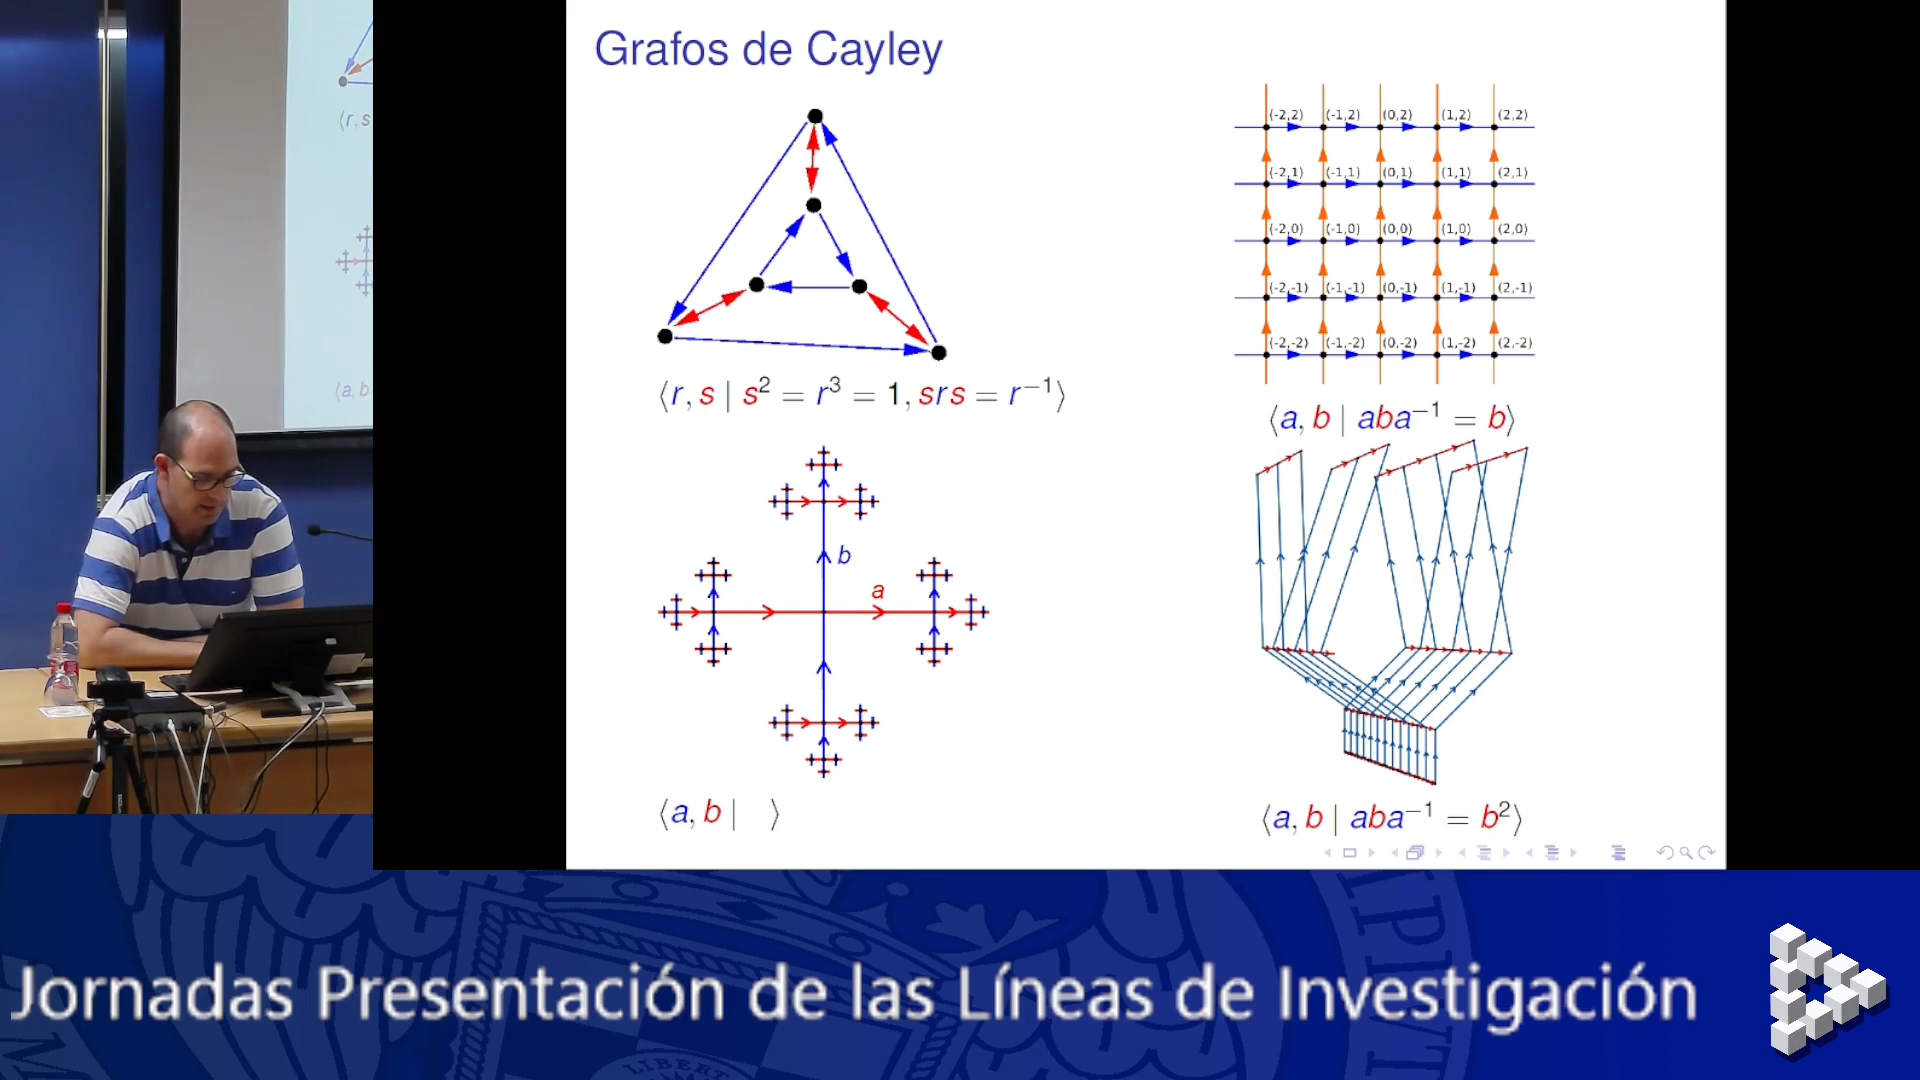 Grafos de Cayley
(-2,2) (-1,2) (0,2) (1,2) (2,2)
(-2,1) (-1,1) (0,1) (1,1) (2,1)
(-2,0) (-1,0) (0,0) (1,0) (2,0)
(-2,-1) (-1,-1) (0,-1) (1,-1) (2,-1)
(-2,-2) (-1,-2) (0,-2) (1,-2) (2,-2)
⟨r, s | s² = r³ = 1, srs = r⁻¹⟩
⟨a, b | aba⁻¹ = b⟩
b
a
⟨a, b | ⟩
⟨a, b | aba⁻¹ = b²⟩
(r, s
(a, b
Jornadas Presentación de las Líneas de Investigación
LIBERT